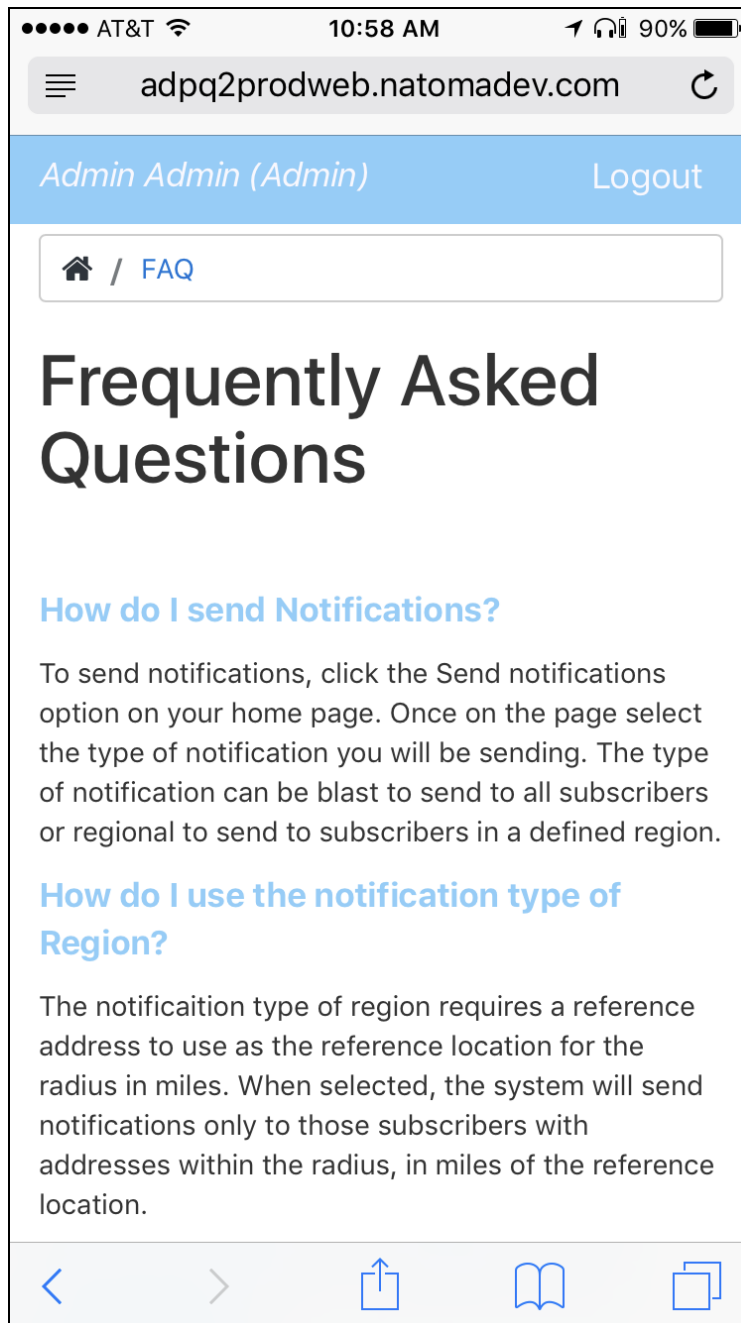 AT&T 10:58 AM 90%
adpq2prodweb.natomadev.com
Admin Admin (Admin) Logout
/ FAQ
Frequently Asked
Questions
How do I send Notifications?
To send notifications, click the Send notifications
option on your home page. Once on the page select
the type of notification you will be sending. The type
of notification can be blast to send to all subscribers
or regional to send to subscribers in a defined region.
How do I use the notification type of
Region?
The notificaition type of region requires a reference
address to use as the reference location for the
radius in miles. When selected, the system will send
notifications only to those subscribers with
addresses within the radius, in miles of the reference
location.